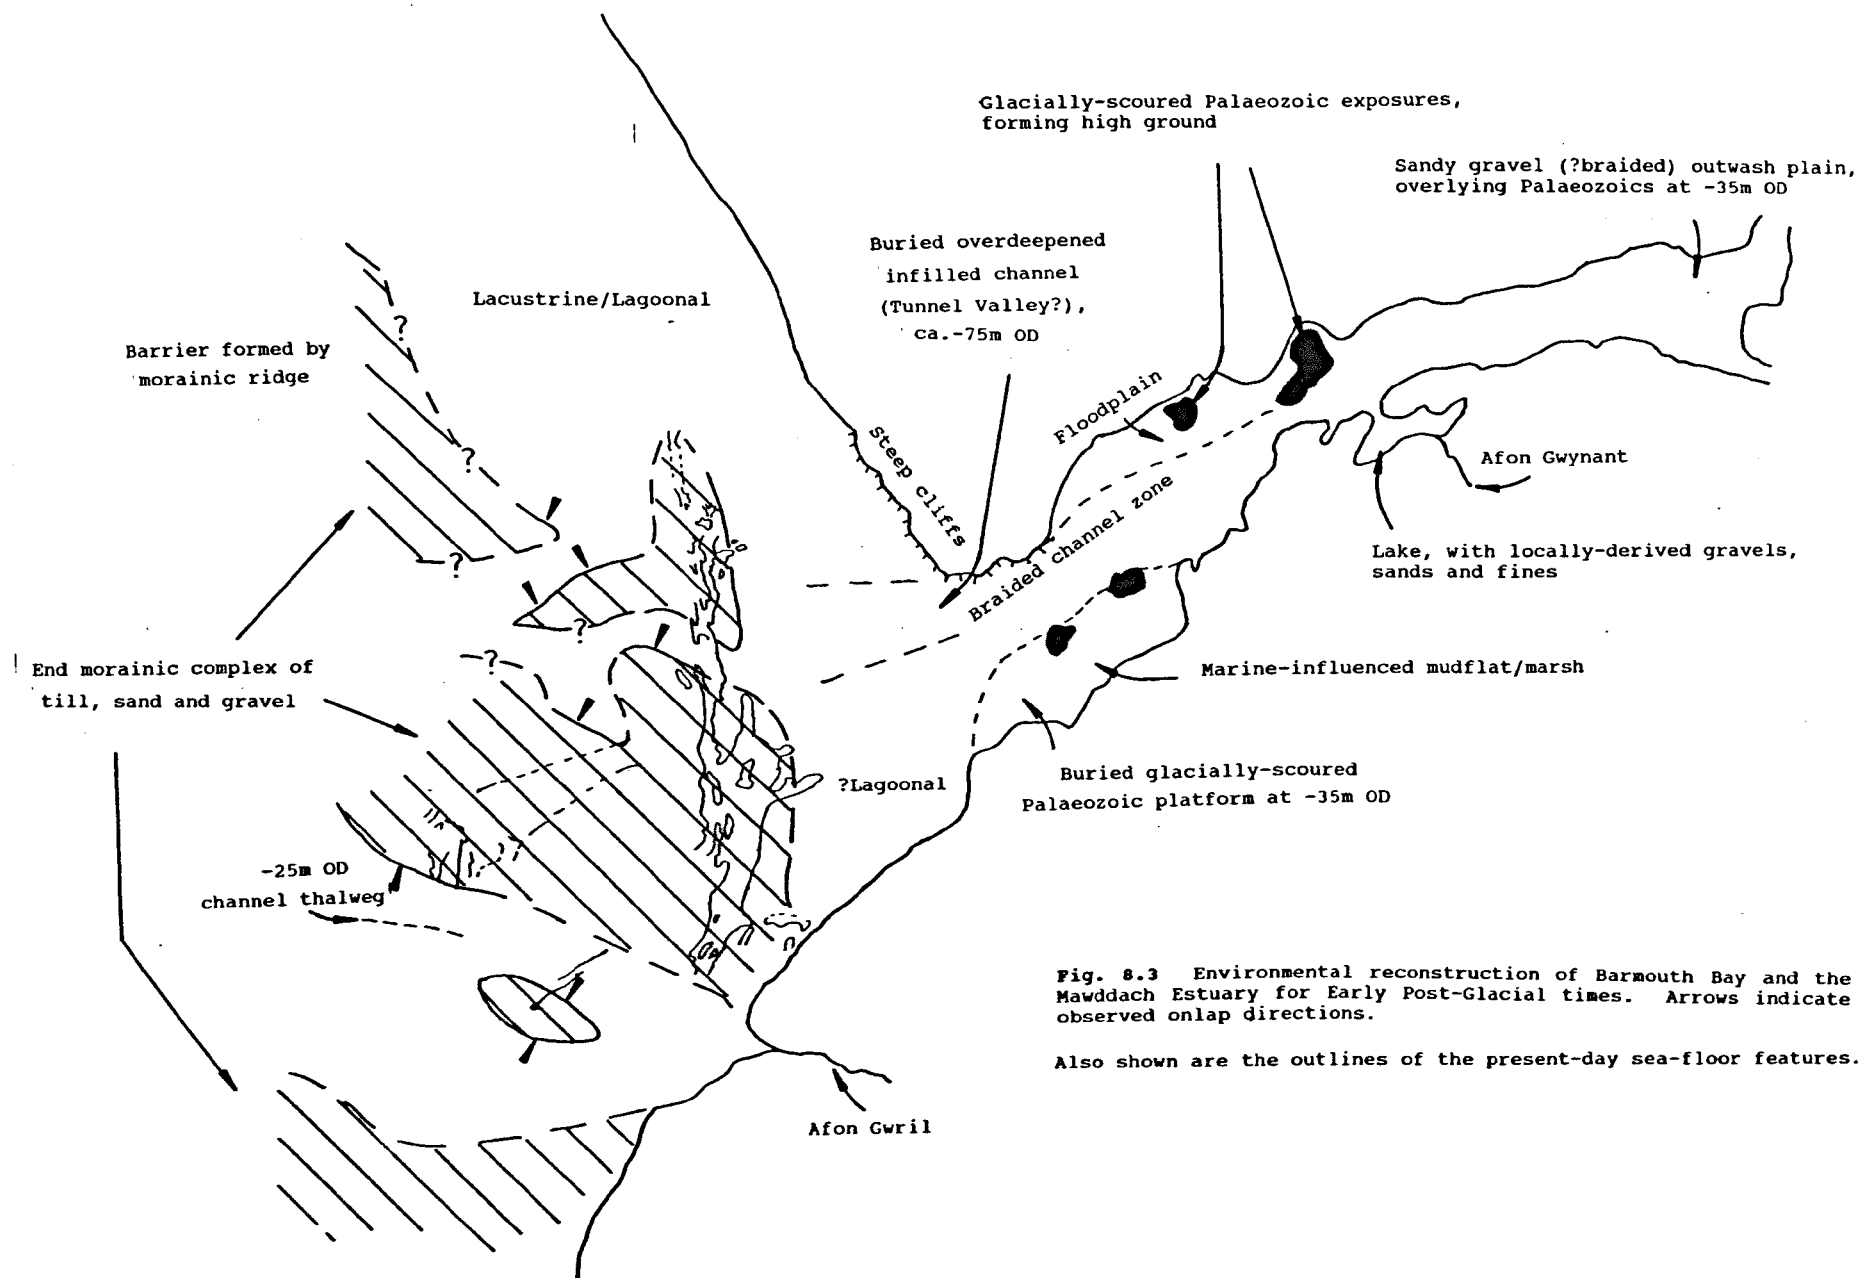 Glacially-scoured Palaeozoic exposures,
forming high ground
Sandy gravel (?braided) outwash plain,
overlying Palaeozoics at -35m OD
Buried overdeepened
infilled channel
(Tunnel Valley?),
ca.-75m OD
Lacustrine/Lagoonal
Barrier formed by
morainic ridge
?
?
?
?
?
Floodplain
Steep cliffs
Braided channel zone
Afon Gwynant
Lake, with locally-derived gravels,
sands and fines
End morainic complex of
till, sand and gravel
Marine-influenced mudflat/marsh
?Lagoonal
Buried glacially-scoured
Palaeozoic platform at -35m OD
-25m OD
channel thalweg
Afon Gwril
Fig. 8.3 Environmental reconstruction of Barmouth Bay and the
Mawddach Estuary for Early Post-Glacial times. Arrows indicate
observed onlap directions.
Also shown are the outlines of the present-day sea-floor features.